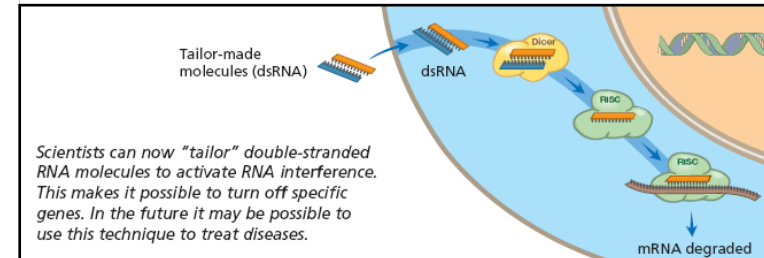 Tailor-made
molecules (dsRNA)
dsRNA
Dicer
RISC
RISC
mRNA degraded
Scientists can now "tailor" double-stranded
RNA molecules to activate RNA interference.
This makes it possible to turn off specific
genes. In the future it may be possible to
use this technique to treat diseases.